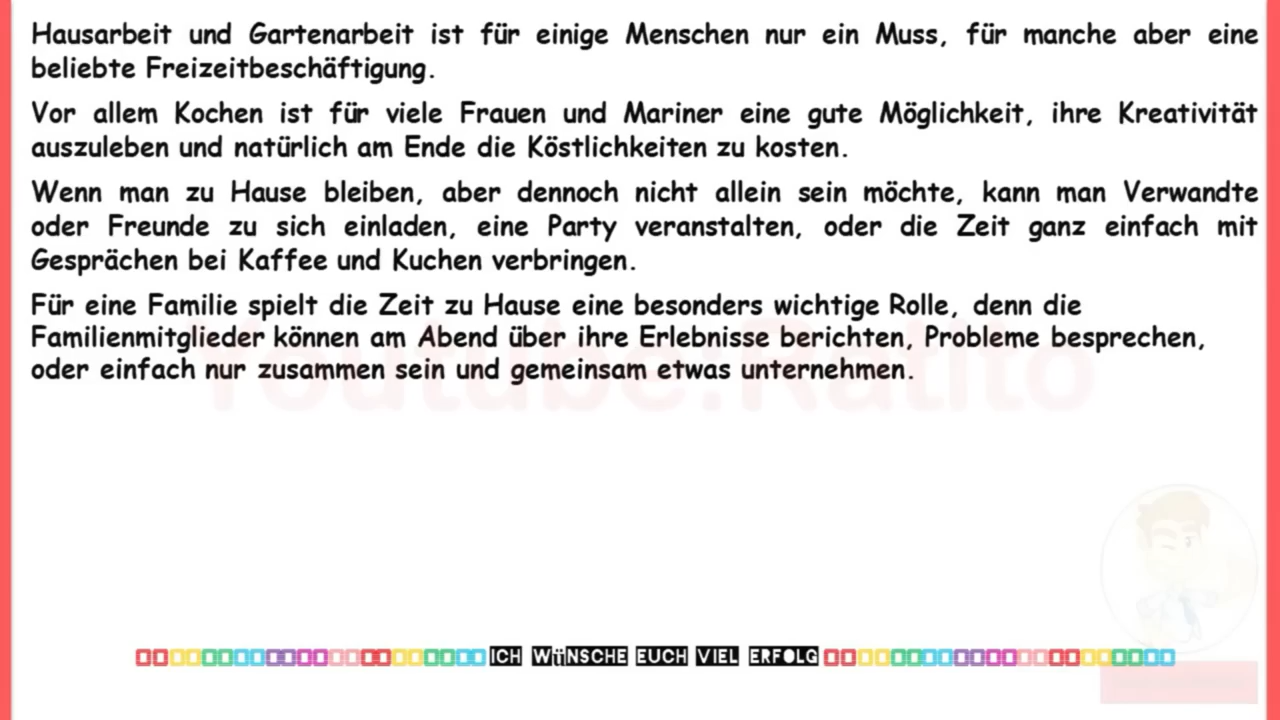 Hausarbeit und Gartenarbeit ist für einige Menschen nur ein Muss, für manche aber eine
beliebte Freizeitbeschäftigung.
Vor allem Kochen ist für viele Frauen und Mariner eine gute Möglichkeit, ihre Kreativität
auszuleben und natürlich am Ende die Köstlichkeiten zu kosten.
Wenn man zu Hause bleiben, aber dennoch nicht allein sein möchte, kann man Verwandte
oder Freunde zu sich einladen, eine Party veranstalten, oder die Zeit ganz einfach mit
Gesprächen bei Kaffee und Kuchen verbringen.
Für eine Familie spielt die Zeit zu Hause eine besonders wichtige Rolle, denn die
Familienmitglieder können am Abend über ihre Erlebnisse berichten, Probleme besprechen,
oder einfach nur zusammen sein und gemeinsam etwas unternehmen.
Youtube:Ratito
ICH WÜNSCHE EUCH VIEL ERFOLG